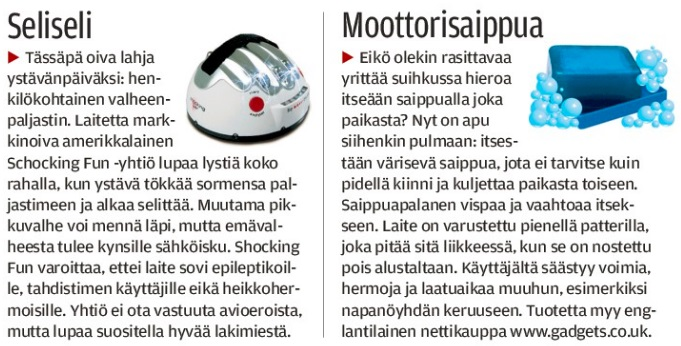 Seliseli
► Tässäpä oiva lahja
ystävänpäiväksi: hen-
kilökohtainen valheen-
paljastin. Laitetta mark-
kinoiva amerikkalainen
Schocking Fun -yhtiö lupaa lystiä koko
rahalla, kun ystävä tökkää sormensa pal-
jastimeen ja alkaa selittää. Muutama pik-
kuvalhe voi mennä läpi, mutta emäval-
heesta tulee kynsille sähköisku. Shocking
Fun varoittaa, ettei laite sovi epileptikoil-
le, tahdistimen käyttäjille eikä heikkoher-
moisille. Yhtiö ei ota vastuuta avioeroista,
mutta lupaa suositella hyvää lakimiestä.
Moottorisaippua
► Eikö olekin rasittavaa
yrittää suihkussa hieroa
itseään saippualla joka
paikasta? Nyt on apu
siihenkin pulmaan: itses-
tään värisevä saippua, jota ei tarvitse kuin
pidellä kiinni ja kuljettaa paikasta toiseen.
Saippuapalanen vispaa ja vaahtoaa itsek-
seen. Laite on varustettu pienellä patterilla,
joka pitää sitä liikkeessä, kun se on nostettu
pois alustaltaan. Käyttäjältä säästyy voimia,
hermoja ja laatuaikaa muuhun, esimerkiksi
napanöyhdän keruuseen. Tuotetta myy eng-
lantilainen nettikauppa www.gadgets.co.uk.